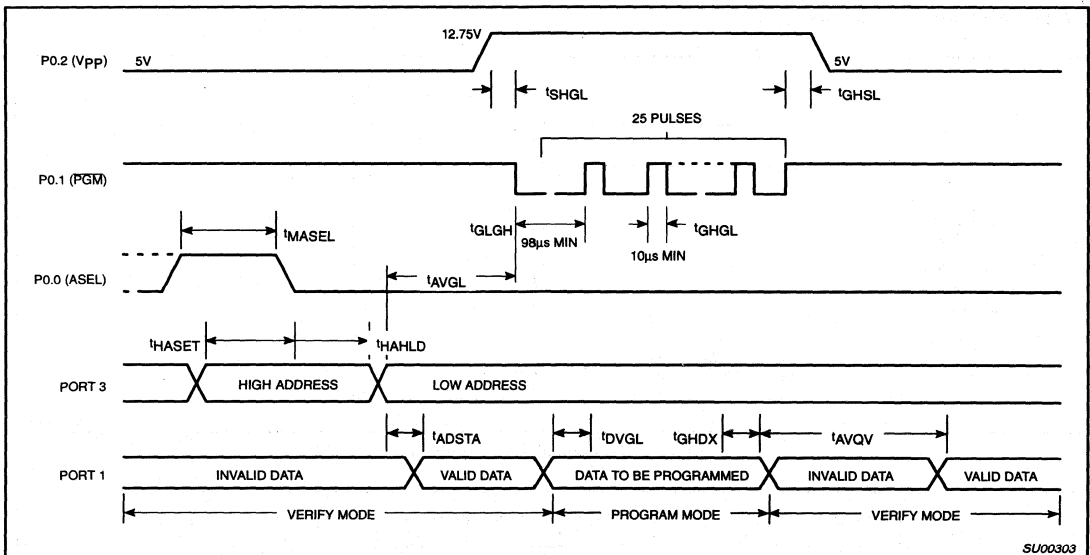 12.75V
P0.2 (VPP)
5V
5V
tSHGL
tGHSL
25 PULSES
P0.1 (PGM)
tMASEL
tGLGH
98µs MIN
tGHGL
10µs MIN
P0.0 (ASEL)
tAVGL
tHASET
tHAHLD
PORT 3
HIGH ADDRESS
LOW ADDRESS
tADSTA
tDVGL
tGHDX
tAVQV
PORT 1
INVALID DATA
VALID DATA
DATA TO BE PROGRAMMED
INVALID DATA
VALID DATA
VERIFY MODE
PROGRAM MODE
VERIFY MODE
SU00303